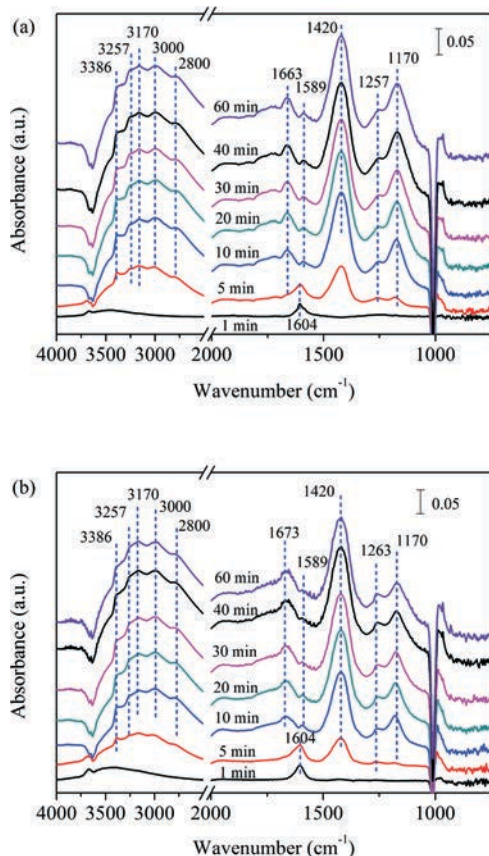 (a)
3170
3257 3000
3386 2800
1420
0.05
1663
1589
1257 1170
60 min
40 min
30 min
20 min
10 min
5 min
1 min
1604
Absorbance (a.u.)
4000 3500 3000 2000 1500 1000
Wavenumber (cm-1)
(b)
3170
3257 3000
3386 2800
1420
0.05
1673
1589
1263 1170
60 min
40 min
30 min
20 min
10 min
5 min
1604
1 min
Absorbance (a.u.)
4000 3500 3000 2000 1500 1000
Wavenumber (cm-1)